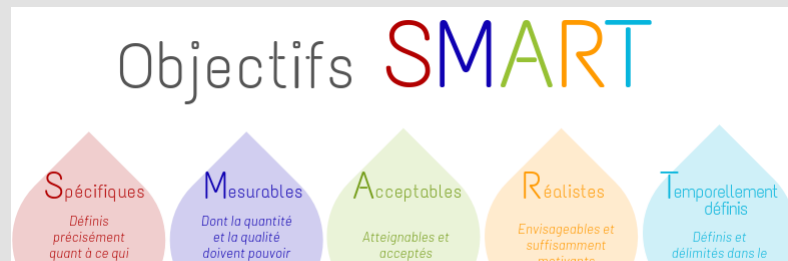 Objectifs SMART
Spécifiques
Définis
précisément
quant à ce qui
Mesurables
Dont la quantité
et la qualité
doivent pouvoir
Acceptables
Atteignables et
acceptés
Réalistes
Envisageables et
suffisamment
motivants
Temporellement
définis
Définis et
délimités dans le